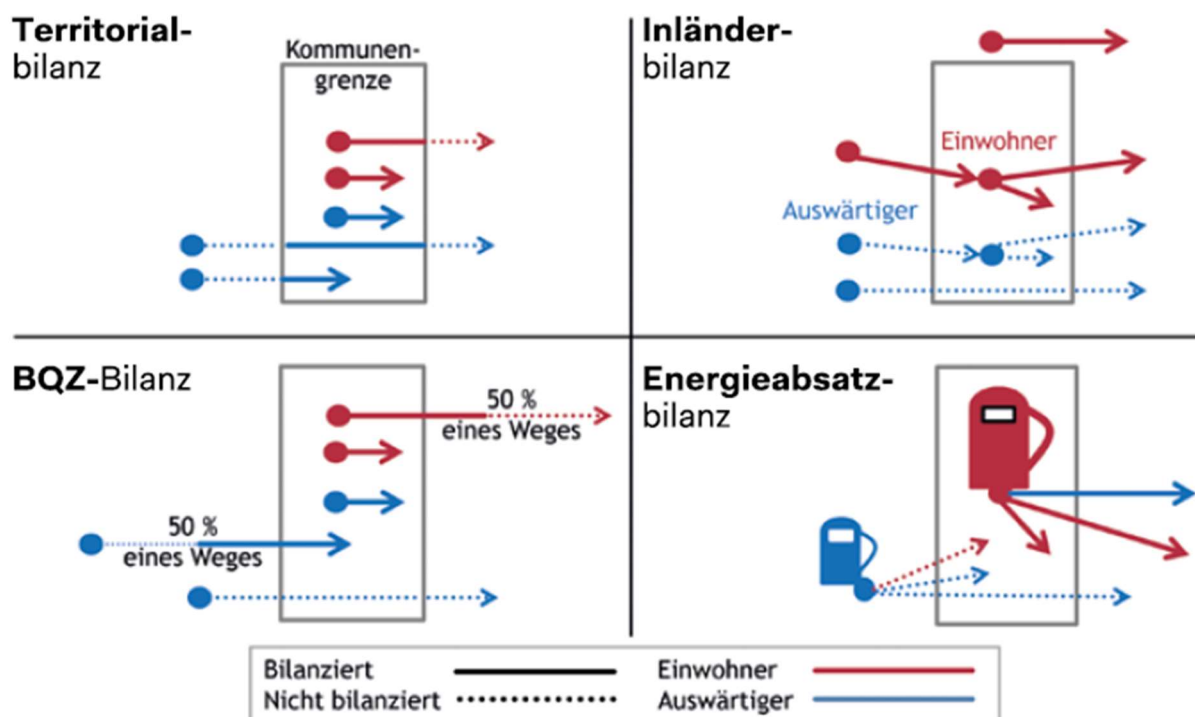 Territorial-
bilanz
Kommunen-
grenze
Inländer-
bilanz
Einwohner
Auswärtiger
BQZ-Bilanz
50 %
eines Weges
50 %
eines Weges
Energieabsatz-
bilanz
Bilanziert
Einwohner
Nicht bilanziert
Auswärtiger